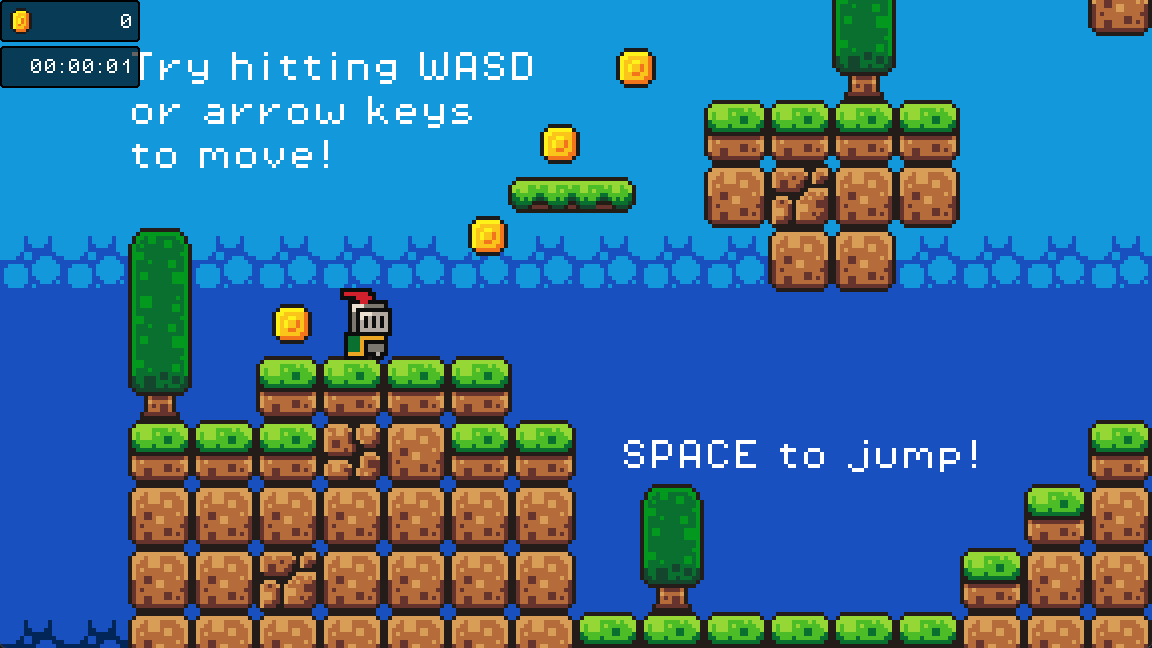 0
00:00:01
Try hitting WASD
or arrow keys
to move!
SPACE to jump!